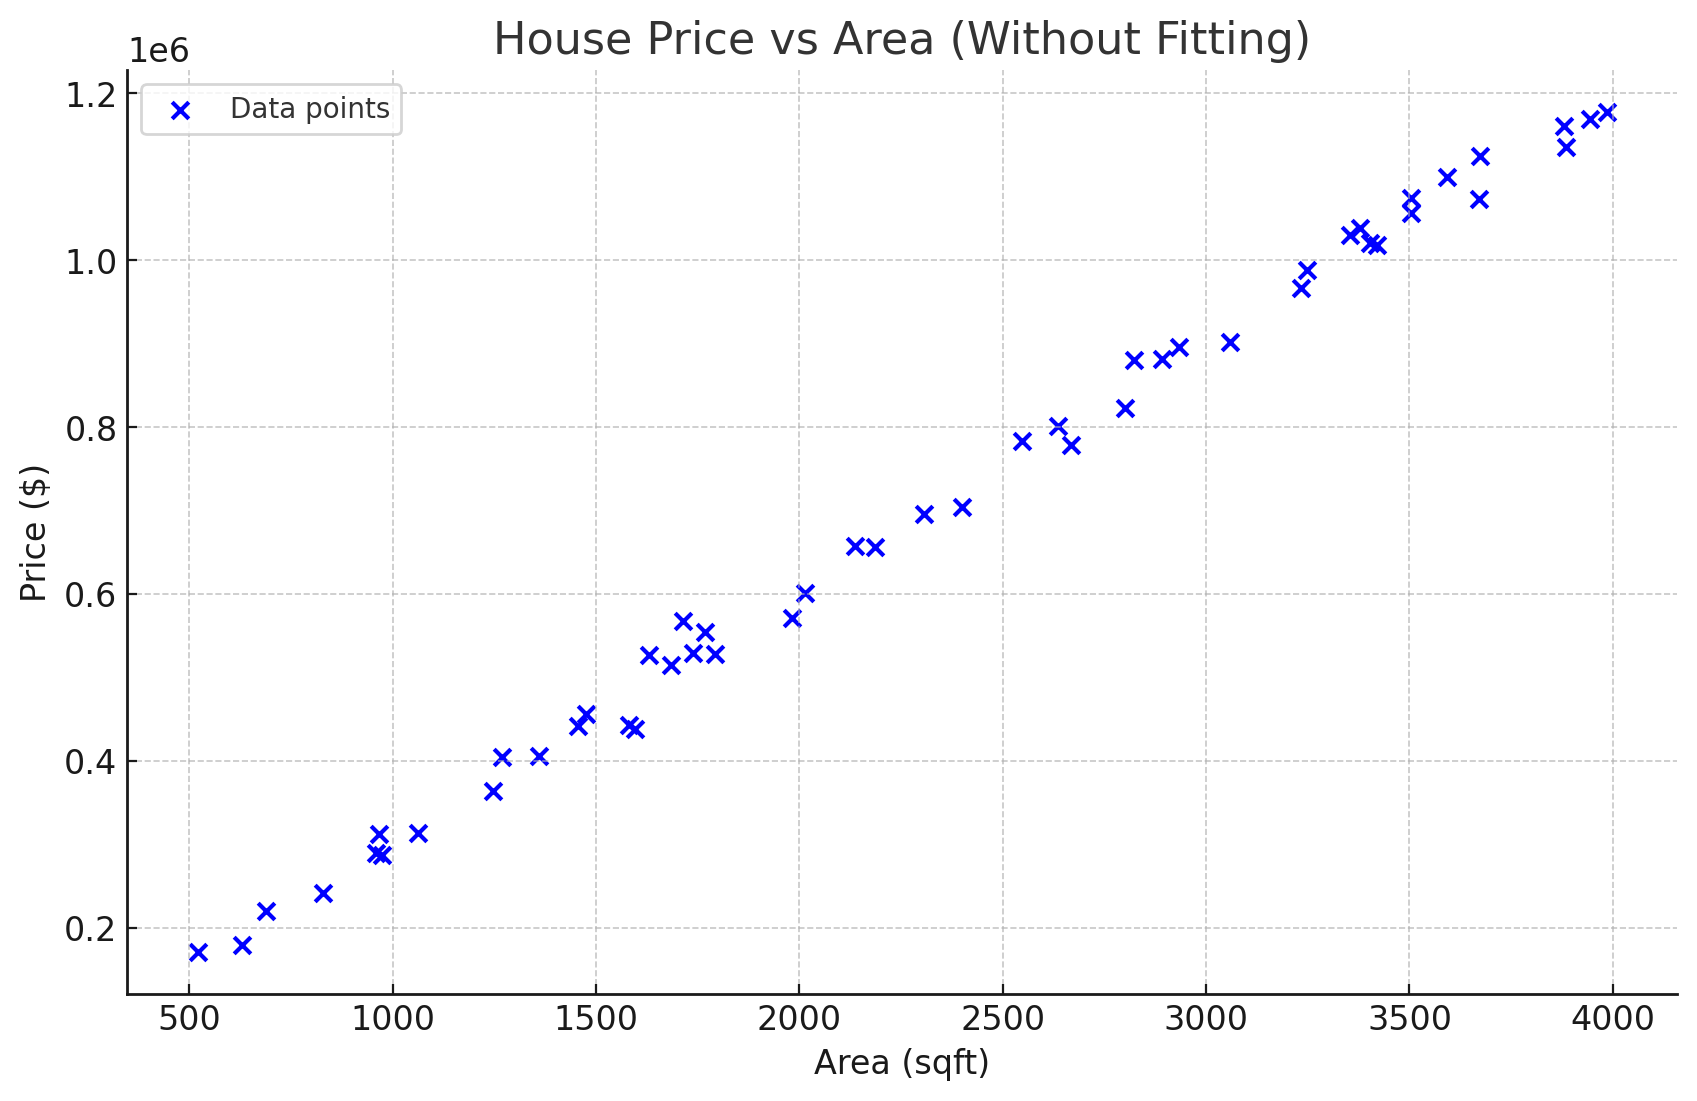 House Price vs Area (Without Fitting)
1e6
Data points
1.2
1.0
0.8
0.6
0.4
0.2
Price ($)
500 1000 1500 2000 2500 3000 3500 4000
Area (sqft)